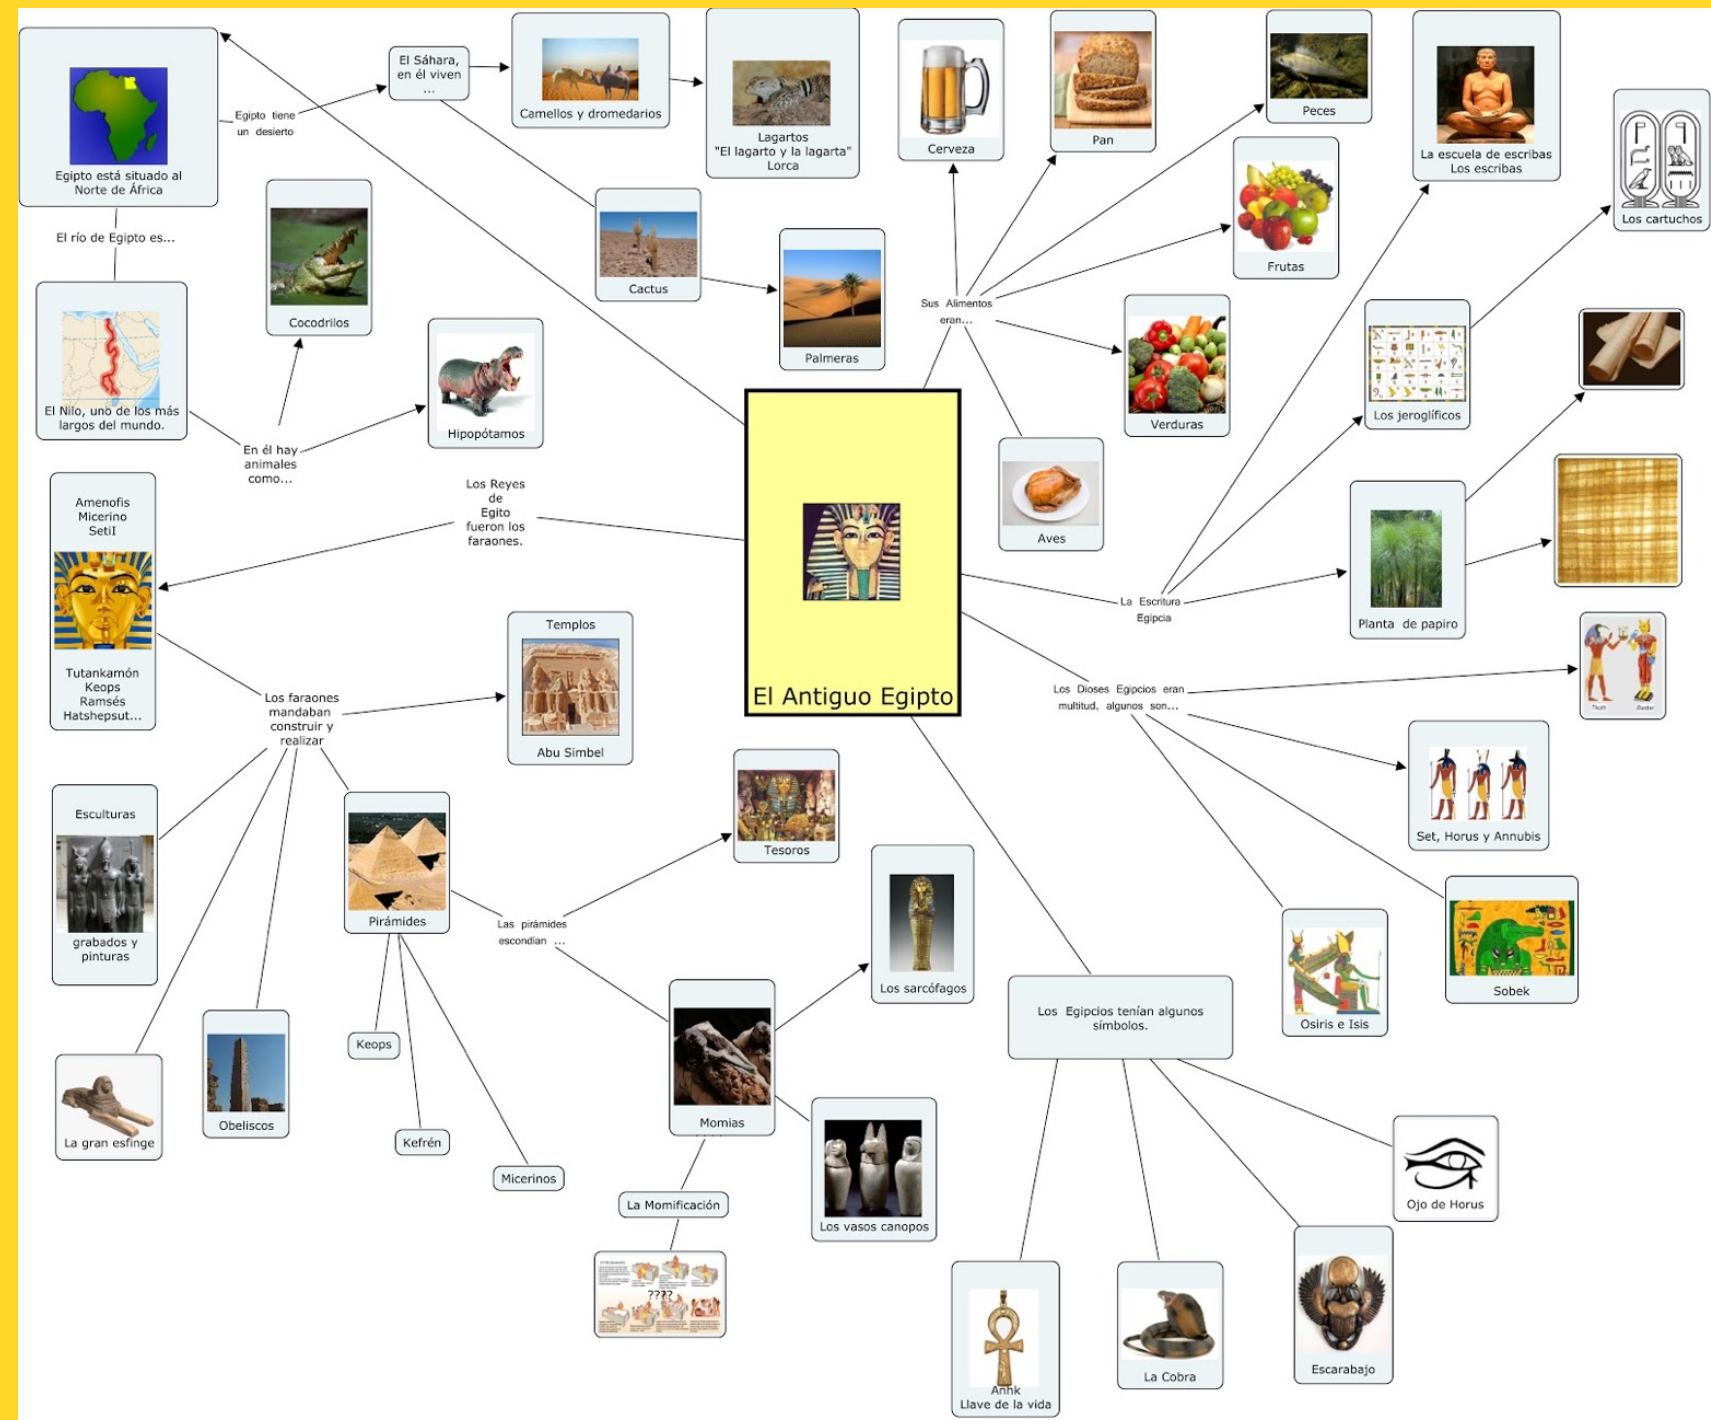 Egipto está situado al
Norte de África
Egipto tiene
un desierto
El Sáhara,
en él viven
...
Camellos y dromedarios
Lagartos
"El lagarto y la lagarta"
Lorca
Cactus
Palmeras
El río de Egipto es...
El Nilo, uno de los más
largos del mundo.
En él hay
animales
como...
Cocodrilos
Hipopótamos
El Antiguo Egipto
Sus Alimentos
eran...
Cerveza
Pan
Peces
Frutas
Verduras
Aves
La Escritura
Egipcia
La escuela de escribas
Los escribas
Los jeroglíficos
Los cartuchos
Planta de papiro
Los Reyes
de
Egito
fueron los
faraones.
Amenofis
Micerino
SetiI
Tutankamón
Keops
Ramsés
Hatshepsut...
Los faraones
mandaban
construir y
realizar
Templos
Abu Simbel
Esculturas
grabados y
pinturas
La gran esfinge
Obeliscos
Pirámides
Keops
Kefrén
Micerinos
Las pirámides
escondían ...
Tesoros
Momias
Los sarcófagos
Los vasos canopos
La Momificación
????
Los Dioses Egipcios eran
multitud, algunos son...
Thoth
Set, Horus y Annubis
Sobek
Osiris e Isis
Los Egipcios tenían algunos
símbolos.
Anhk
Llave de la vida
La Cobra
Escarabajo
Ojo de Horus